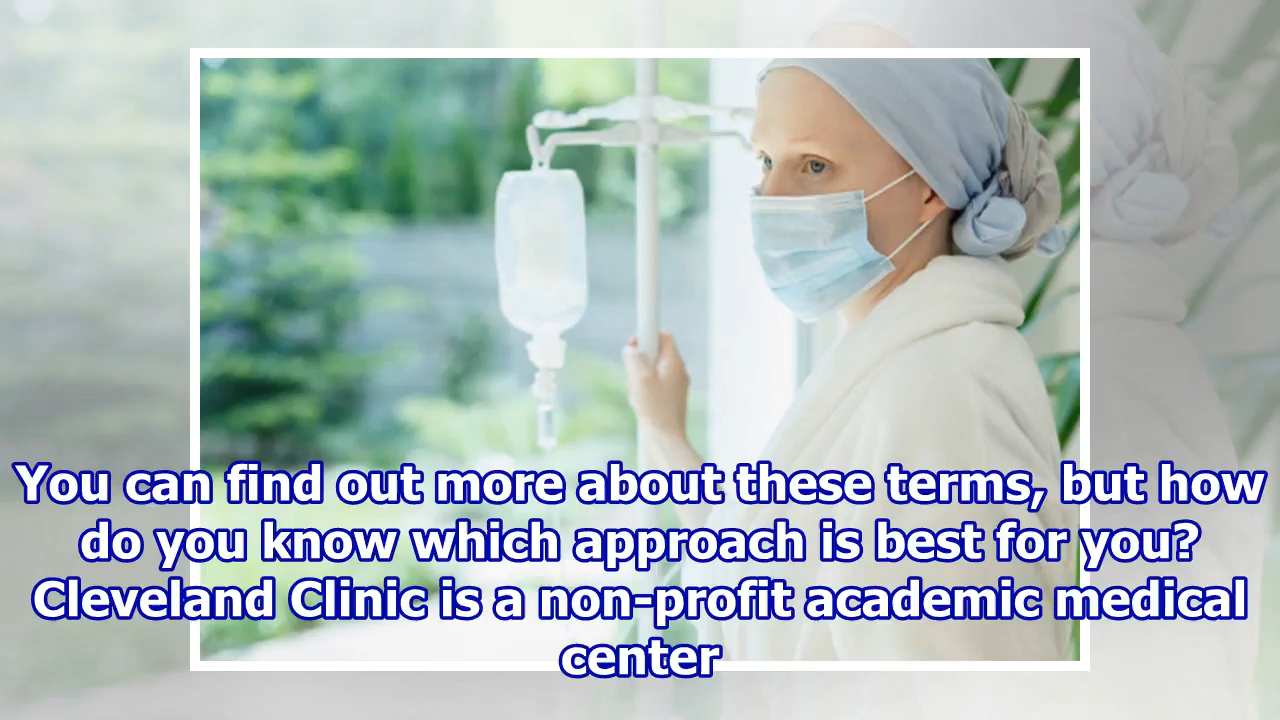 You can find out more about these terms, but how
do you know which approach is best for you?
Cleveland Clinic is a non-profit academic medical
center